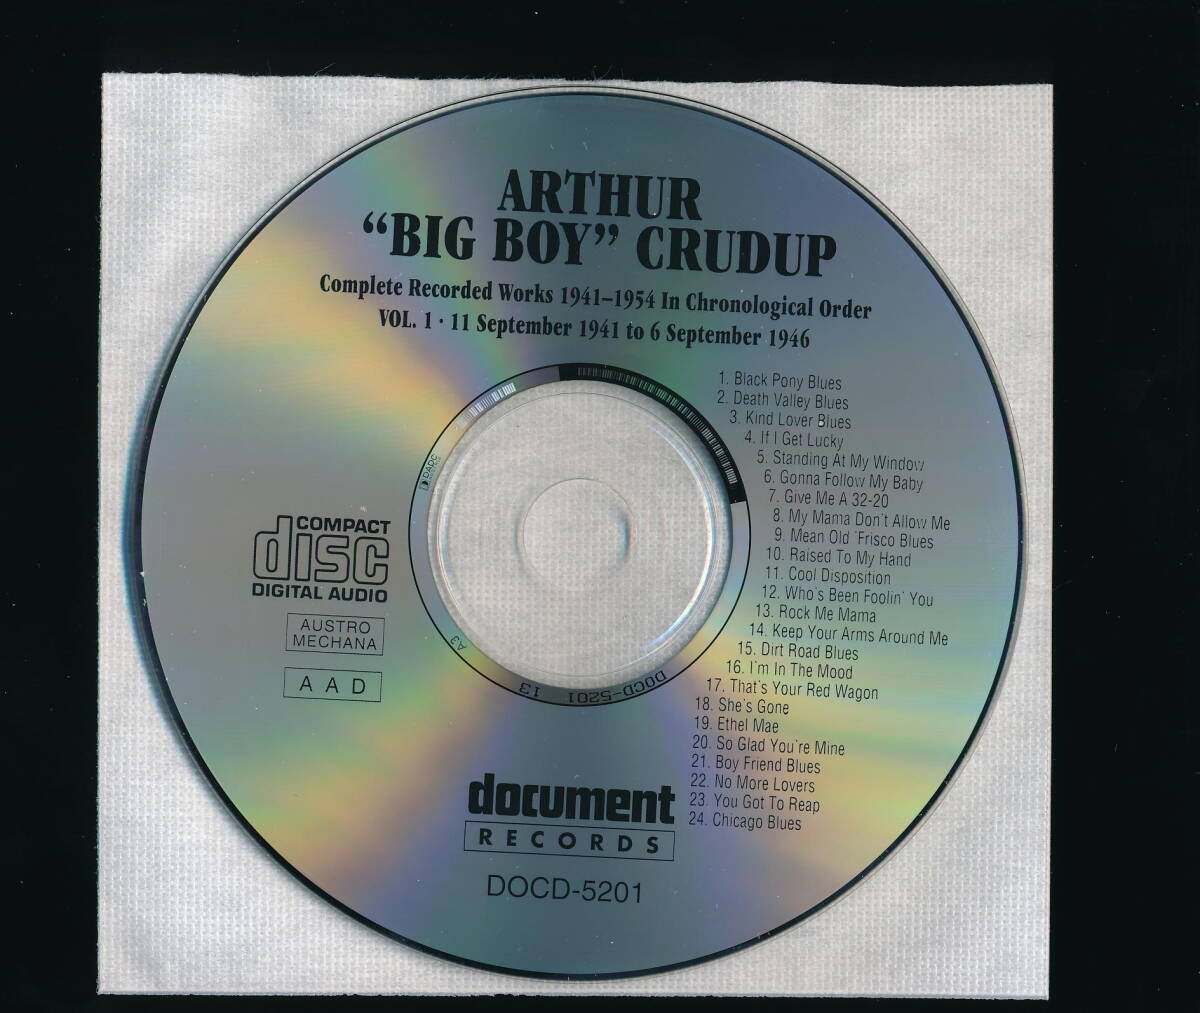 ARTHUR
“BIG BOY” CRUDUP
Complete Recorded Works 1941–1954 In Chronological Order
VOL. 1 · 11 September 1941 to 6 September 1946
1. Black Pony Blues
2. Death Valley Blues
3. Kind Lover Blues
4. If I Get Lucky
5. Standing At My Window
6. Gonna Follow My Baby
7. Give Me A 32-20
8. My Mama Don't Allow Me
9. Mean Old 'Frisco Blues
10. Raised To My Hand
11. Cool Disposition
12. Who's Been Foolin' You
13. Rock Me Mama
14. Keep Your Arms Around Me
15. Dirt Road Blues
16. I'm In The Mood
17. That's Your Red Wagon
18. She's Gone
19. Ethel Mae
20. So Glad You're Mine
21. Boy Friend Blues
22. No More Lovers
23. You Got To Reap
24. Chicago Blues
COMPACT
disc
DIGITAL AUDIO
AUSTRO
MECHANA
A A D
DADC
A3
DOCD-5201 13
document
RECORDS
DOCD-5201